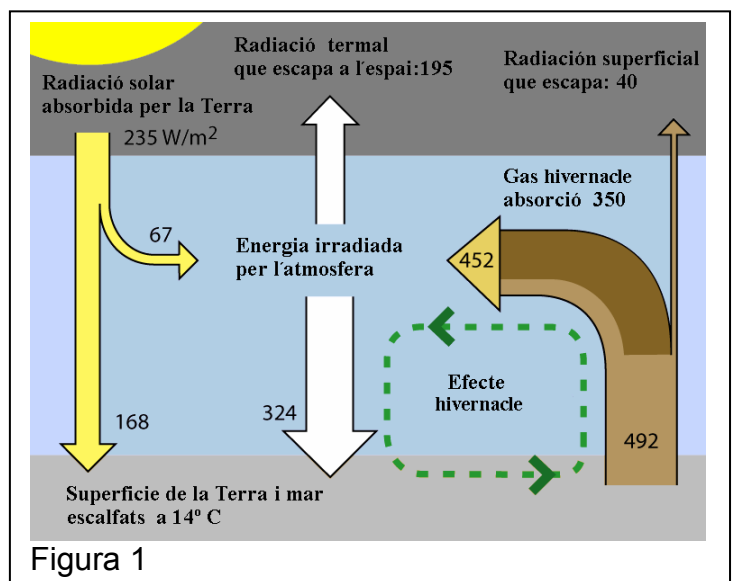 Radiació termal
que escapa a l´espai:195
Radiación superficial
que escapa: 40
Radiació solar
absorbida per la Terra
235 W/m²
Gas hivernacle
absorció 350
67
Energia irradiada
per l´atmosfera
452
Efecte
hivernacle
168
324
492
Superficie de la Terra i mar
escalfats a 14º C
Figura 1